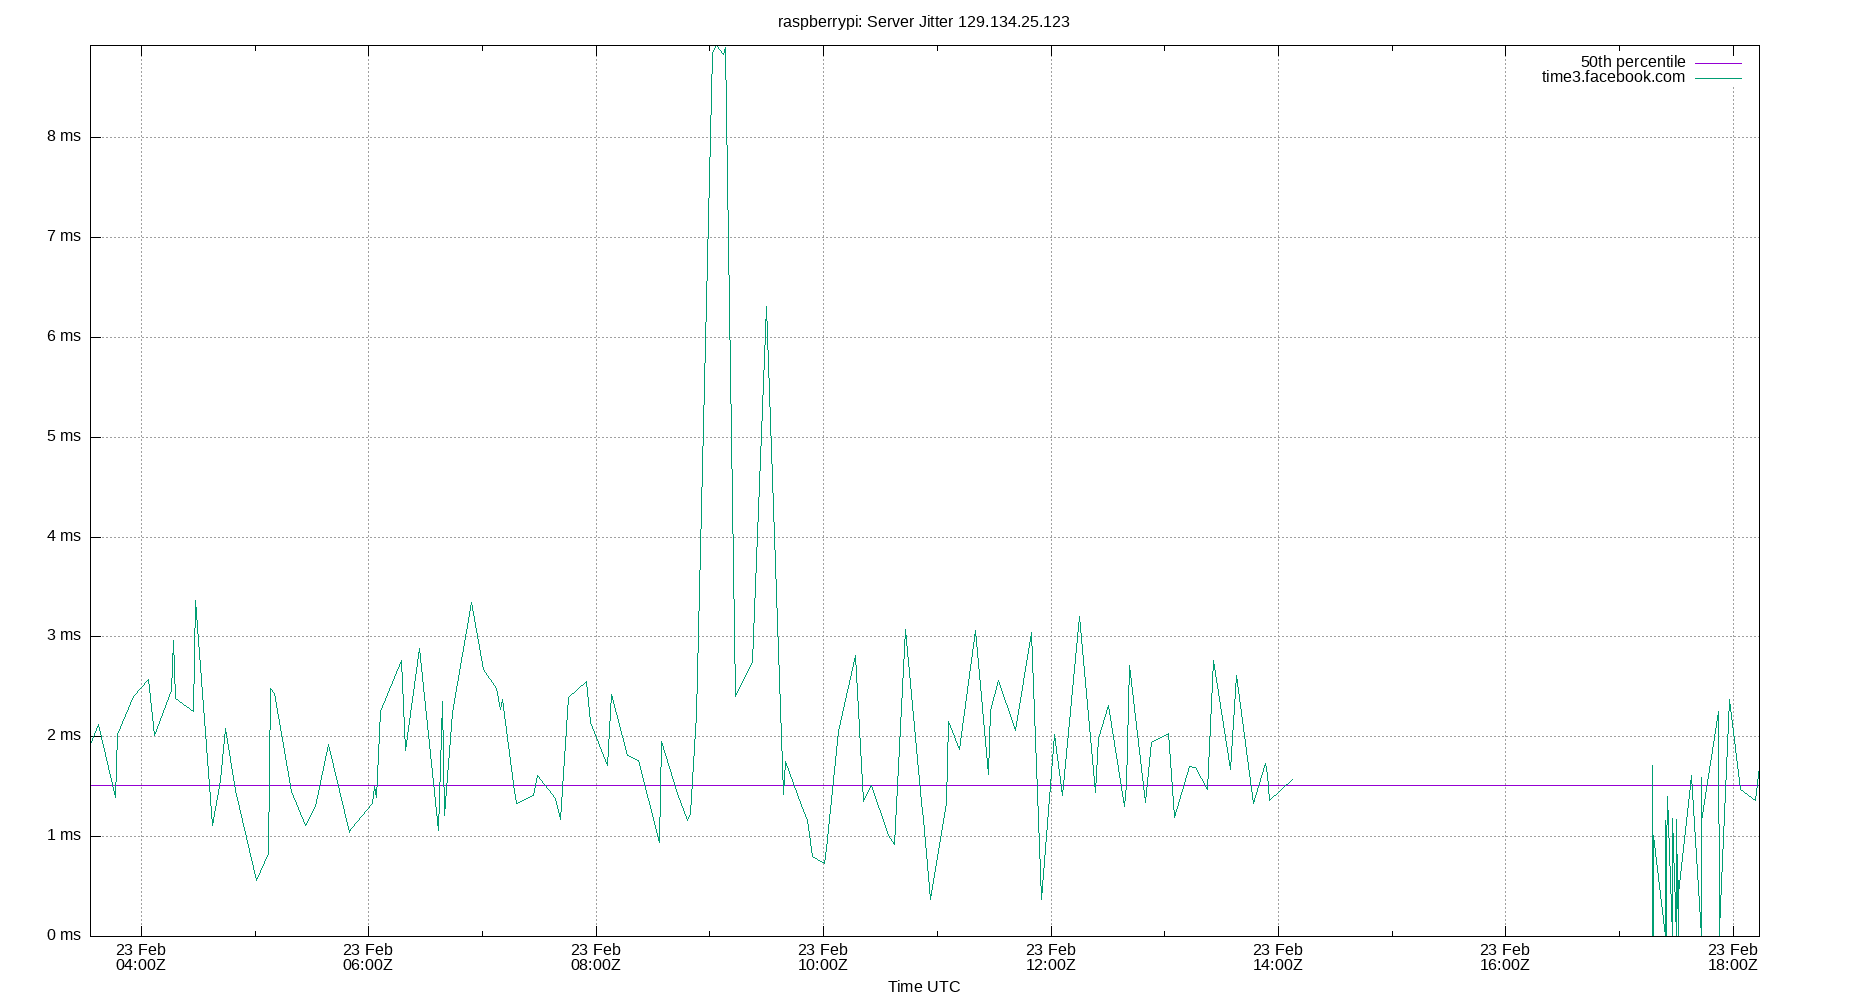 raspberrypi: Server Jitter 129.134.25.123
50th percentile
time3.facebook.com
8 ms
7 ms
6 ms
5 ms
4 ms
3 ms
2 ms
1 ms
0 ms
23 Feb 23 Feb 23 Feb 23 Feb 23 Feb 23 Feb 23 Feb 23 Feb
04:00Z 06:00Z 08:00Z 10:00Z 12:00Z 14:00Z 16:00Z 18:00Z
Time UTC